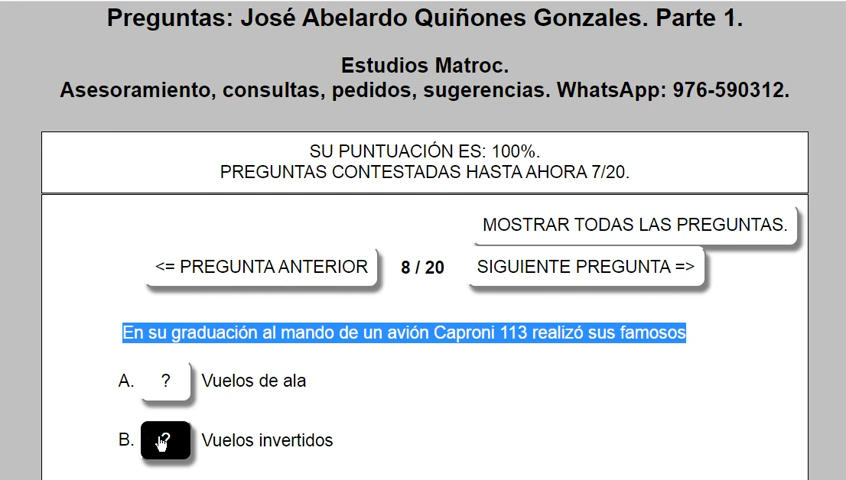 Preguntas: José Abelardo Quiñones Gonzales. Parte 1.
Estudios Matroc.
Asesoramiento, consultas, pedidos, sugerencias. WhatsApp: 976-590312.
SU PUNTUACIÓN ES: 100%.
PREGUNTAS CONTESTADAS HASTA AHORA 7/20.
MOSTRAR TODAS LAS PREGUNTAS.
<= PREGUNTA ANTERIOR 8 / 20 SIGUIENTE PREGUNTA =>
En su graduación al mando de un avión Caproni 113 realizó sus famosos
A. ? Vuelos de ala
B. ? Vuelos invertidos